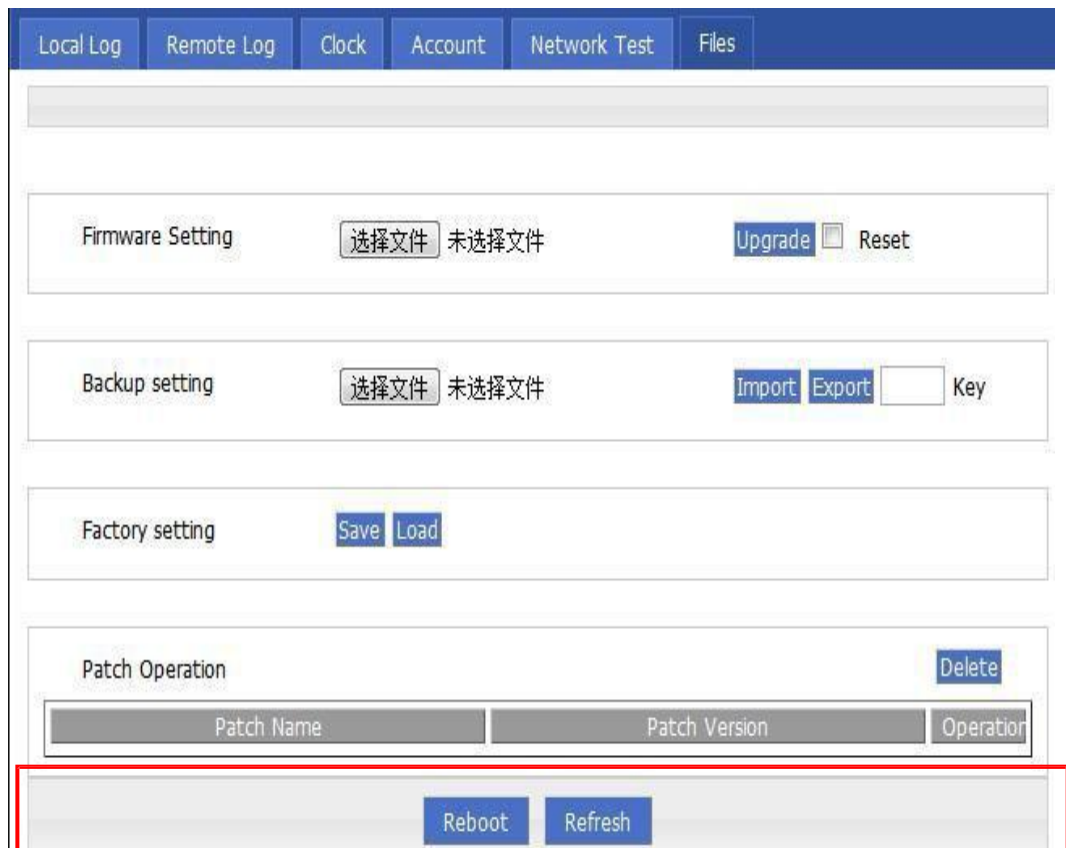 Local Log Remote Log Clock Account Network Test Files
Firmware Setting 选择文件 未选择文件 Upgrade Reset
Backup setting 选择文件 未选择文件 Import Export Key
Factory setting Save Load
Patch Operation Delete
Patch Name Patch Version Operation
Reboot Refresh